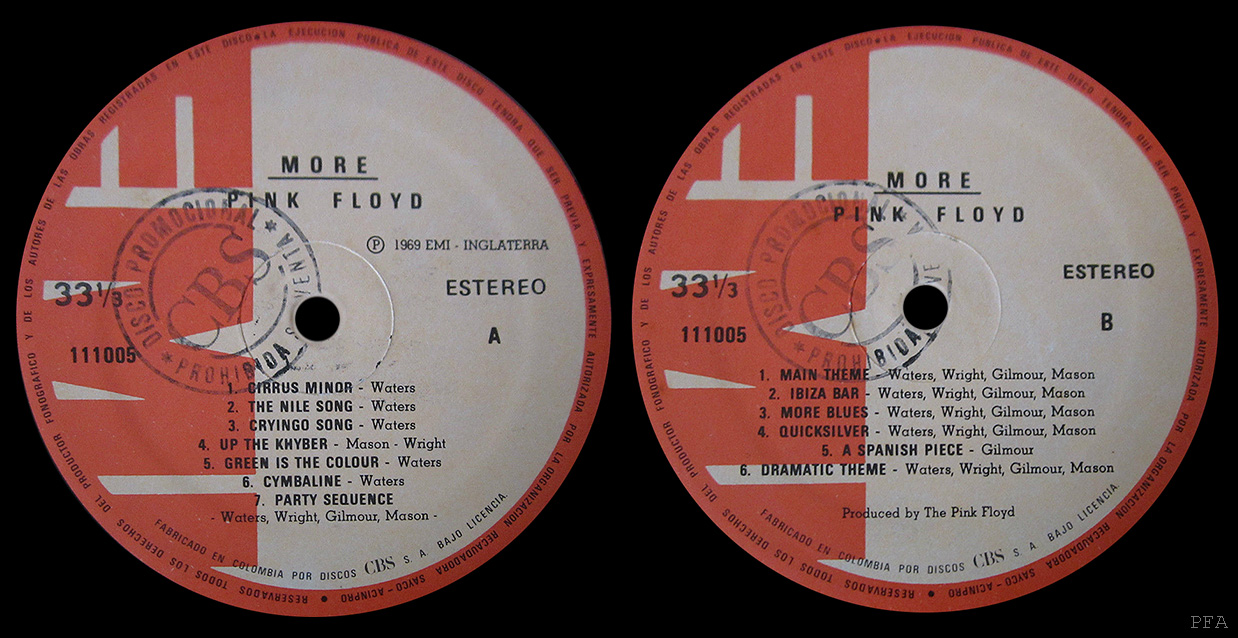 MORE
PINK FLOYD
Ⓟ 1969 EMI - INGLATERRA
ESTEREO
33 1/3
A
111005
1. CIRRUS MINOR - Waters
2. THE NILE SONG - Waters
3. CRYINGO SONG - Waters
4. UP THE KHYBER - Mason - Wright
5. GREEN IS THE COLOUR - Waters
6. CYMBALINE - Waters
7. PARTY SEQUENCE
- Waters, Wright, Gilmour, Mason -
FABRICADO EN COLOMBIA POR DISCOS CBS S. A. BAJO LICENCIA.
RESERVADOS TODOS LOS DERECHOS DEL PRODUCTOR FONOGRAFICO Y DE LOS AUTORES DE LAS OBRAS REGISTRADAS EN ESTE DISCO ● LA EJECUCION PUBLICA DE ESTE DISCO TENDRA QUE SER PREVIA Y EXPRESAMENTE AUTORIZADA POR LA ORGANIZACION RECAUDADORA SAYCO - ACINPRO ●
DISCO PROMOCIONAL ★ PROHIBIDA SU VENTA ★
CBS
MORE
PINK FLOYD
ESTEREO
33 1/3
B
111005
1. MAIN THEME - Waters, Wright, Gilmour, Mason
2. IBIZA BAR - Waters, Wright, Gilmour, Mason
3. MORE BLUES - Waters, Wright, Gilmour, Mason
4. QUICKSILVER - Waters, Wright, Gilmour, Mason
5. A SPANISH PIECE - Gilmour
6. DRAMATIC THEME - Waters, Wright, Gilmour, Mason
Produced by The Pink Floyd
FABRICADO EN COLOMBIA POR DISCOS CBS S. A. BAJO LICENCIA.
RESERVADOS TODOS LOS DERECHOS DEL PRODUCTOR FONOGRAFICO Y DE LOS AUTORES DE LAS OBRAS REGISTRADAS EN ESTE DISCO ● LA EJECUCION PUBLICA DE ESTE DISCO TENDRA QUE SER PREVIA Y EXPRESAMENTE AUTORIZADA POR LA ORGANIZACION RECAUDADORA SAYCO - ACINPRO ●
DISCO PROMOCIONAL ★ PROHIBIDA
CBS
PFA